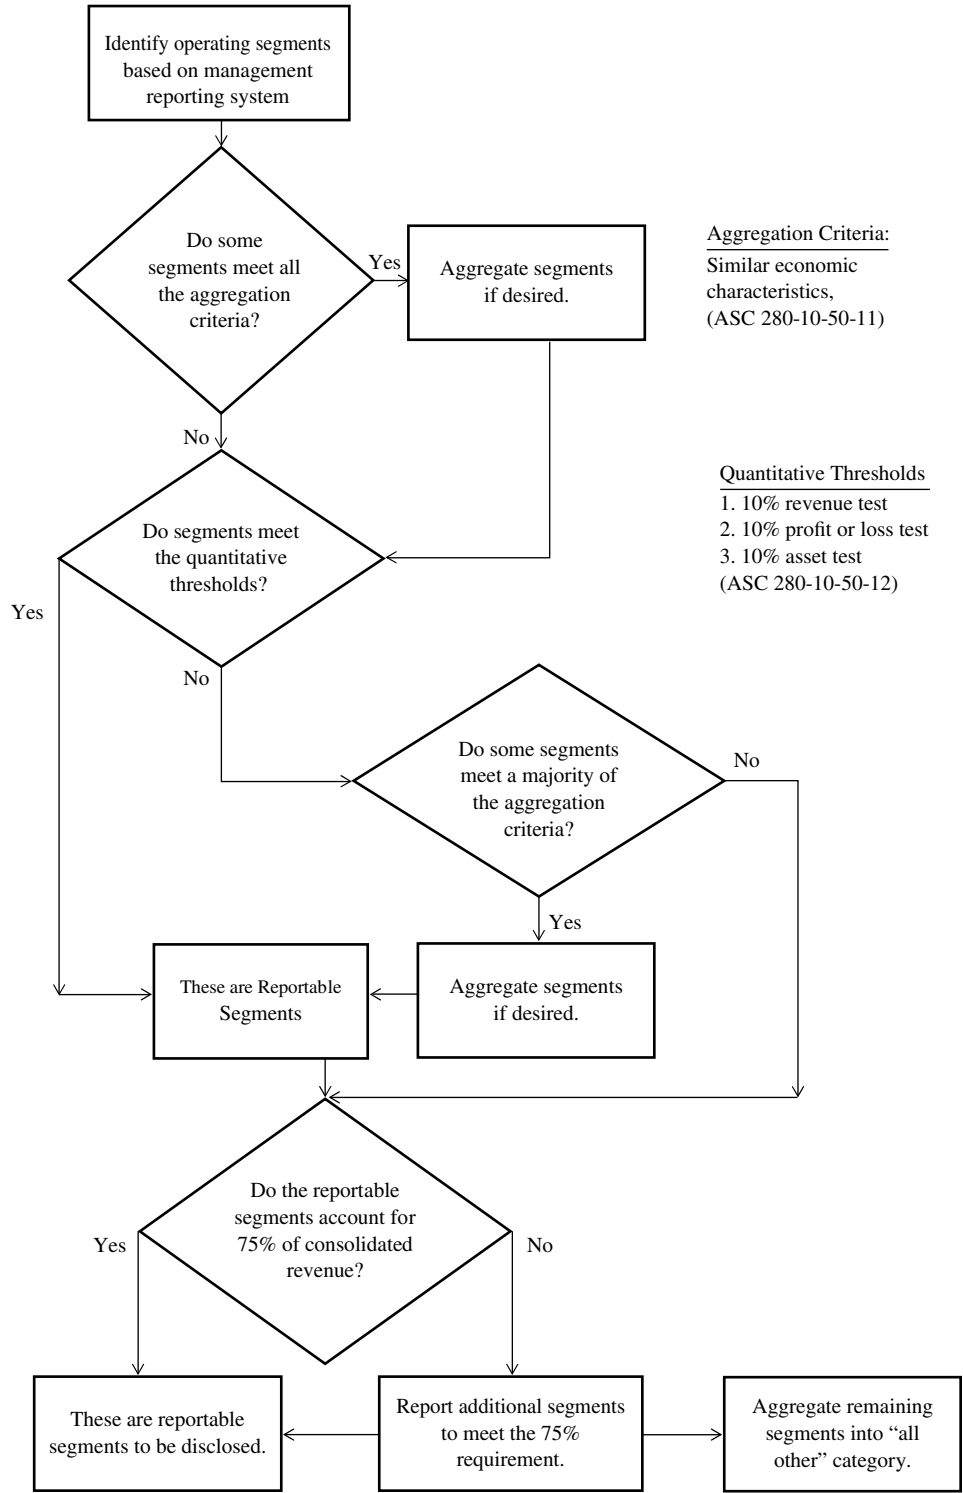 Identify operating segments
based on management
reporting system
Do some
segments meet all
the aggregation
criteria?
Yes
Aggregate segments
if desired.
Aggregation Criteria:
Similar economic
characteristics,
(ASC 280-10-50-11)
No
Do segments meet
the quantitative
thresholds?
Quantitative Thresholds
1. 10% revenue test
2. 10% profit or loss test
3. 10% asset test
(ASC 280-10-50-12)
Yes
No
Do some segments
meet a majority of
the aggregation
criteria?
No
Yes
These are Reportable
Segments
Aggregate segments
if desired.
Do the reportable
segments account for
75% of consolidated
revenue?
Yes
No
These are reportable
segments to be disclosed.
Report additional segments
to meet the 75%
requirement.
Aggregate remaining
segments into “all
other” category.